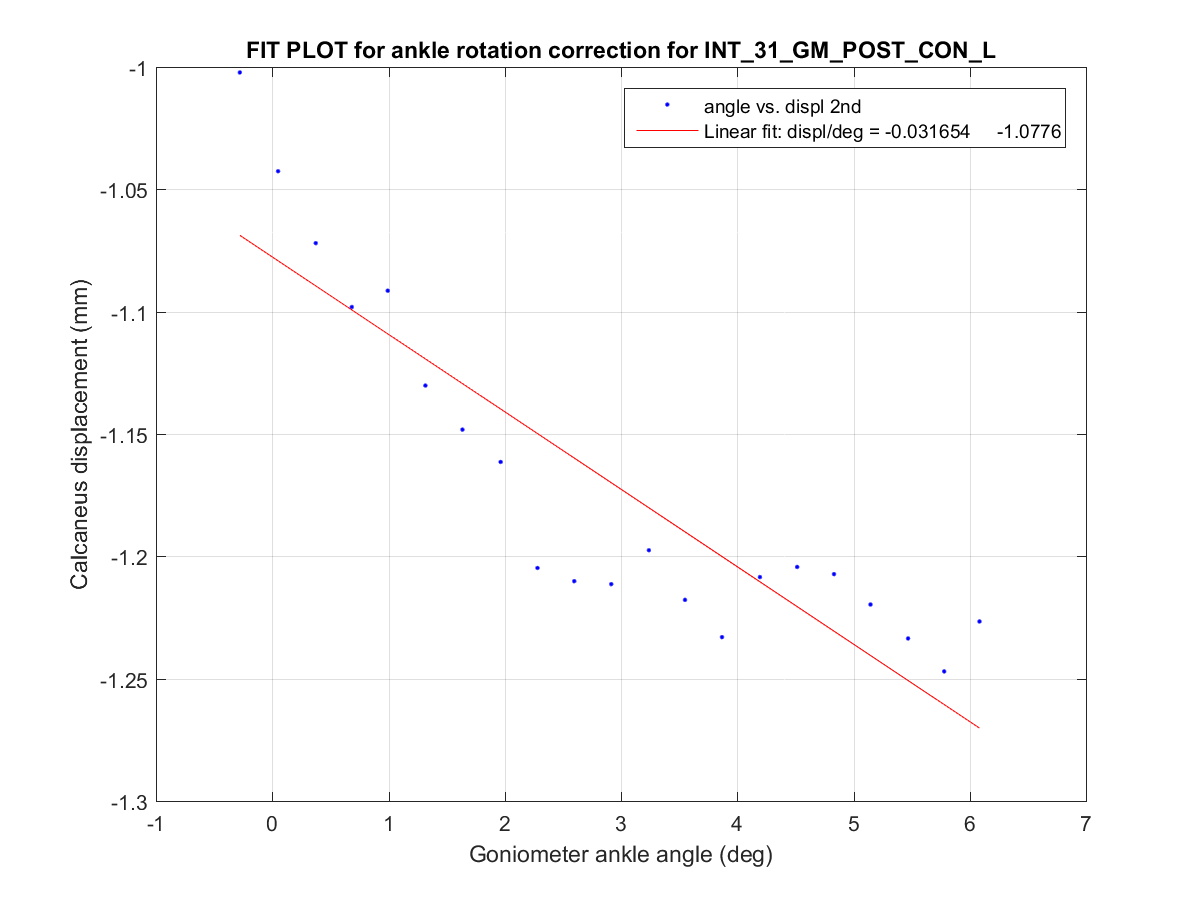 FIT PLOT for ankle rotation correction for INT_31_GM_POST_CON_L
angle vs. displ 2nd
Linear fit: displ/deg = -0.031654 -1.0776
-1
-1.05
-1.1
-1.15
-1.2
-1.25
-1.3
Calcaneus displacement (mm)
-1 0 1 2 3 4 5 6 7
Goniometer ankle angle (deg)